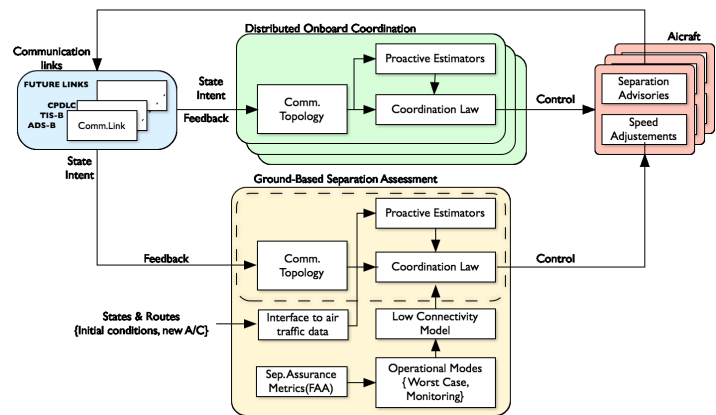 Distributed Onboard Coordination
Aicraft
Communication
links
FUTURE LINKS
CPDLC
TIS-B
ADS-B
Comm.Link
State
Intent
Feedback
Comm.
Topology
Proactive Estimators
Coordination Law
Control
Separation
Advisories
Speed
Adjustements
State
Intent
Ground-Based Separation Assessment
Feedback
Comm.
Topology
Proactive Estimators
Coordination Law
Control
States & Routes
{Initial conditions, new A/C}
Interface to air
traffic data
Low Connectivity
Model
Sep.Assurance
Metrics(FAA)
Operational Modes
{Worst Case,
Monitoring}